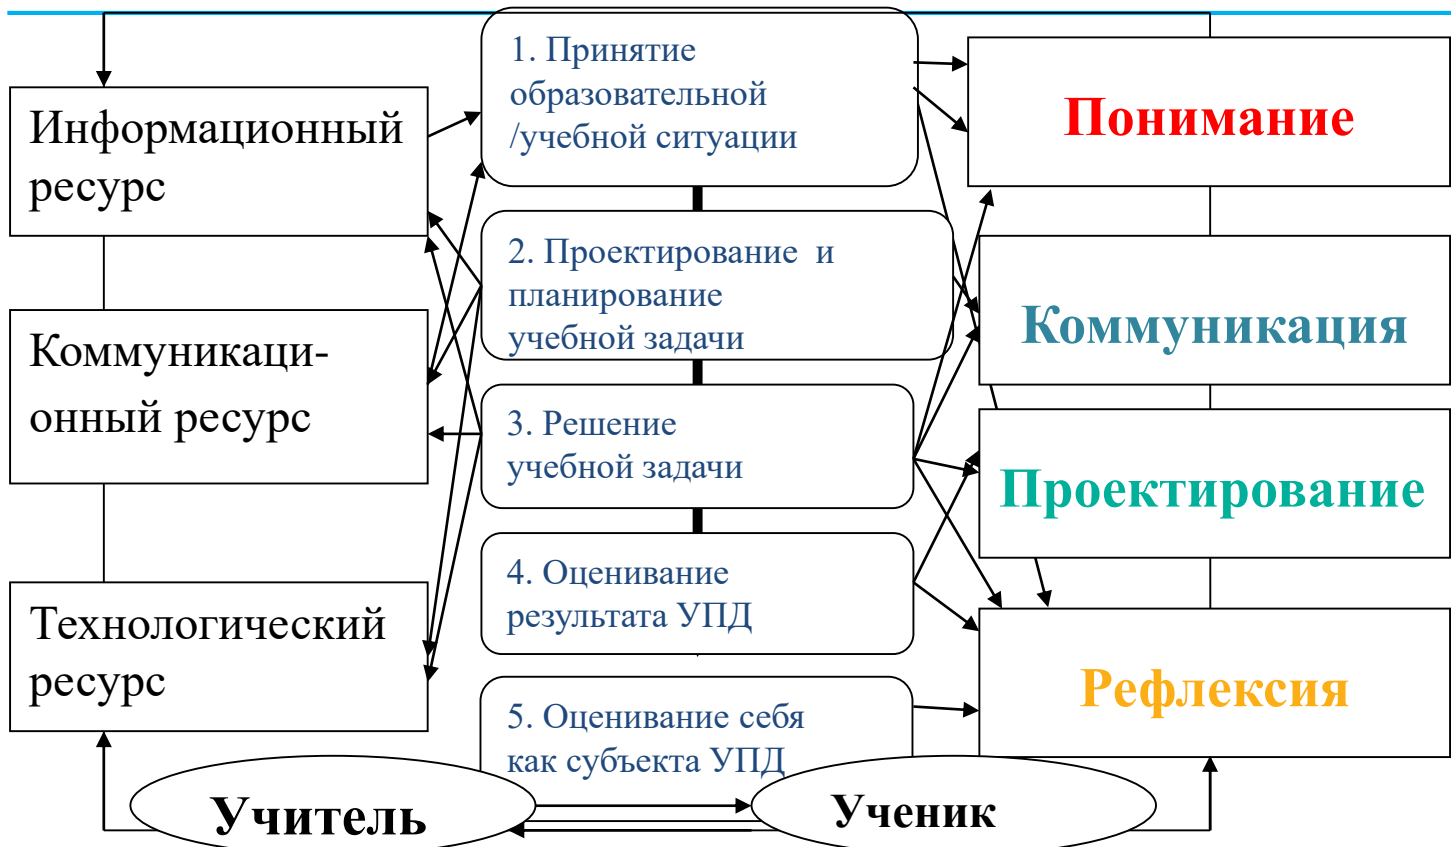 Информационный
ресурс
Коммуникаци-
онный ресурс
Технологический
ресурс
1. Принятие
образовательной
/учебной ситуации
2. Проектирование и
планирование
учебной задачи
3. Решение
учебной задачи
4. Оценивание
результата УПД
5. Оценивание себя
как субъекта УПД
Понимание
Коммуникация
Проектирование
Рефлексия
Учитель
Ученик